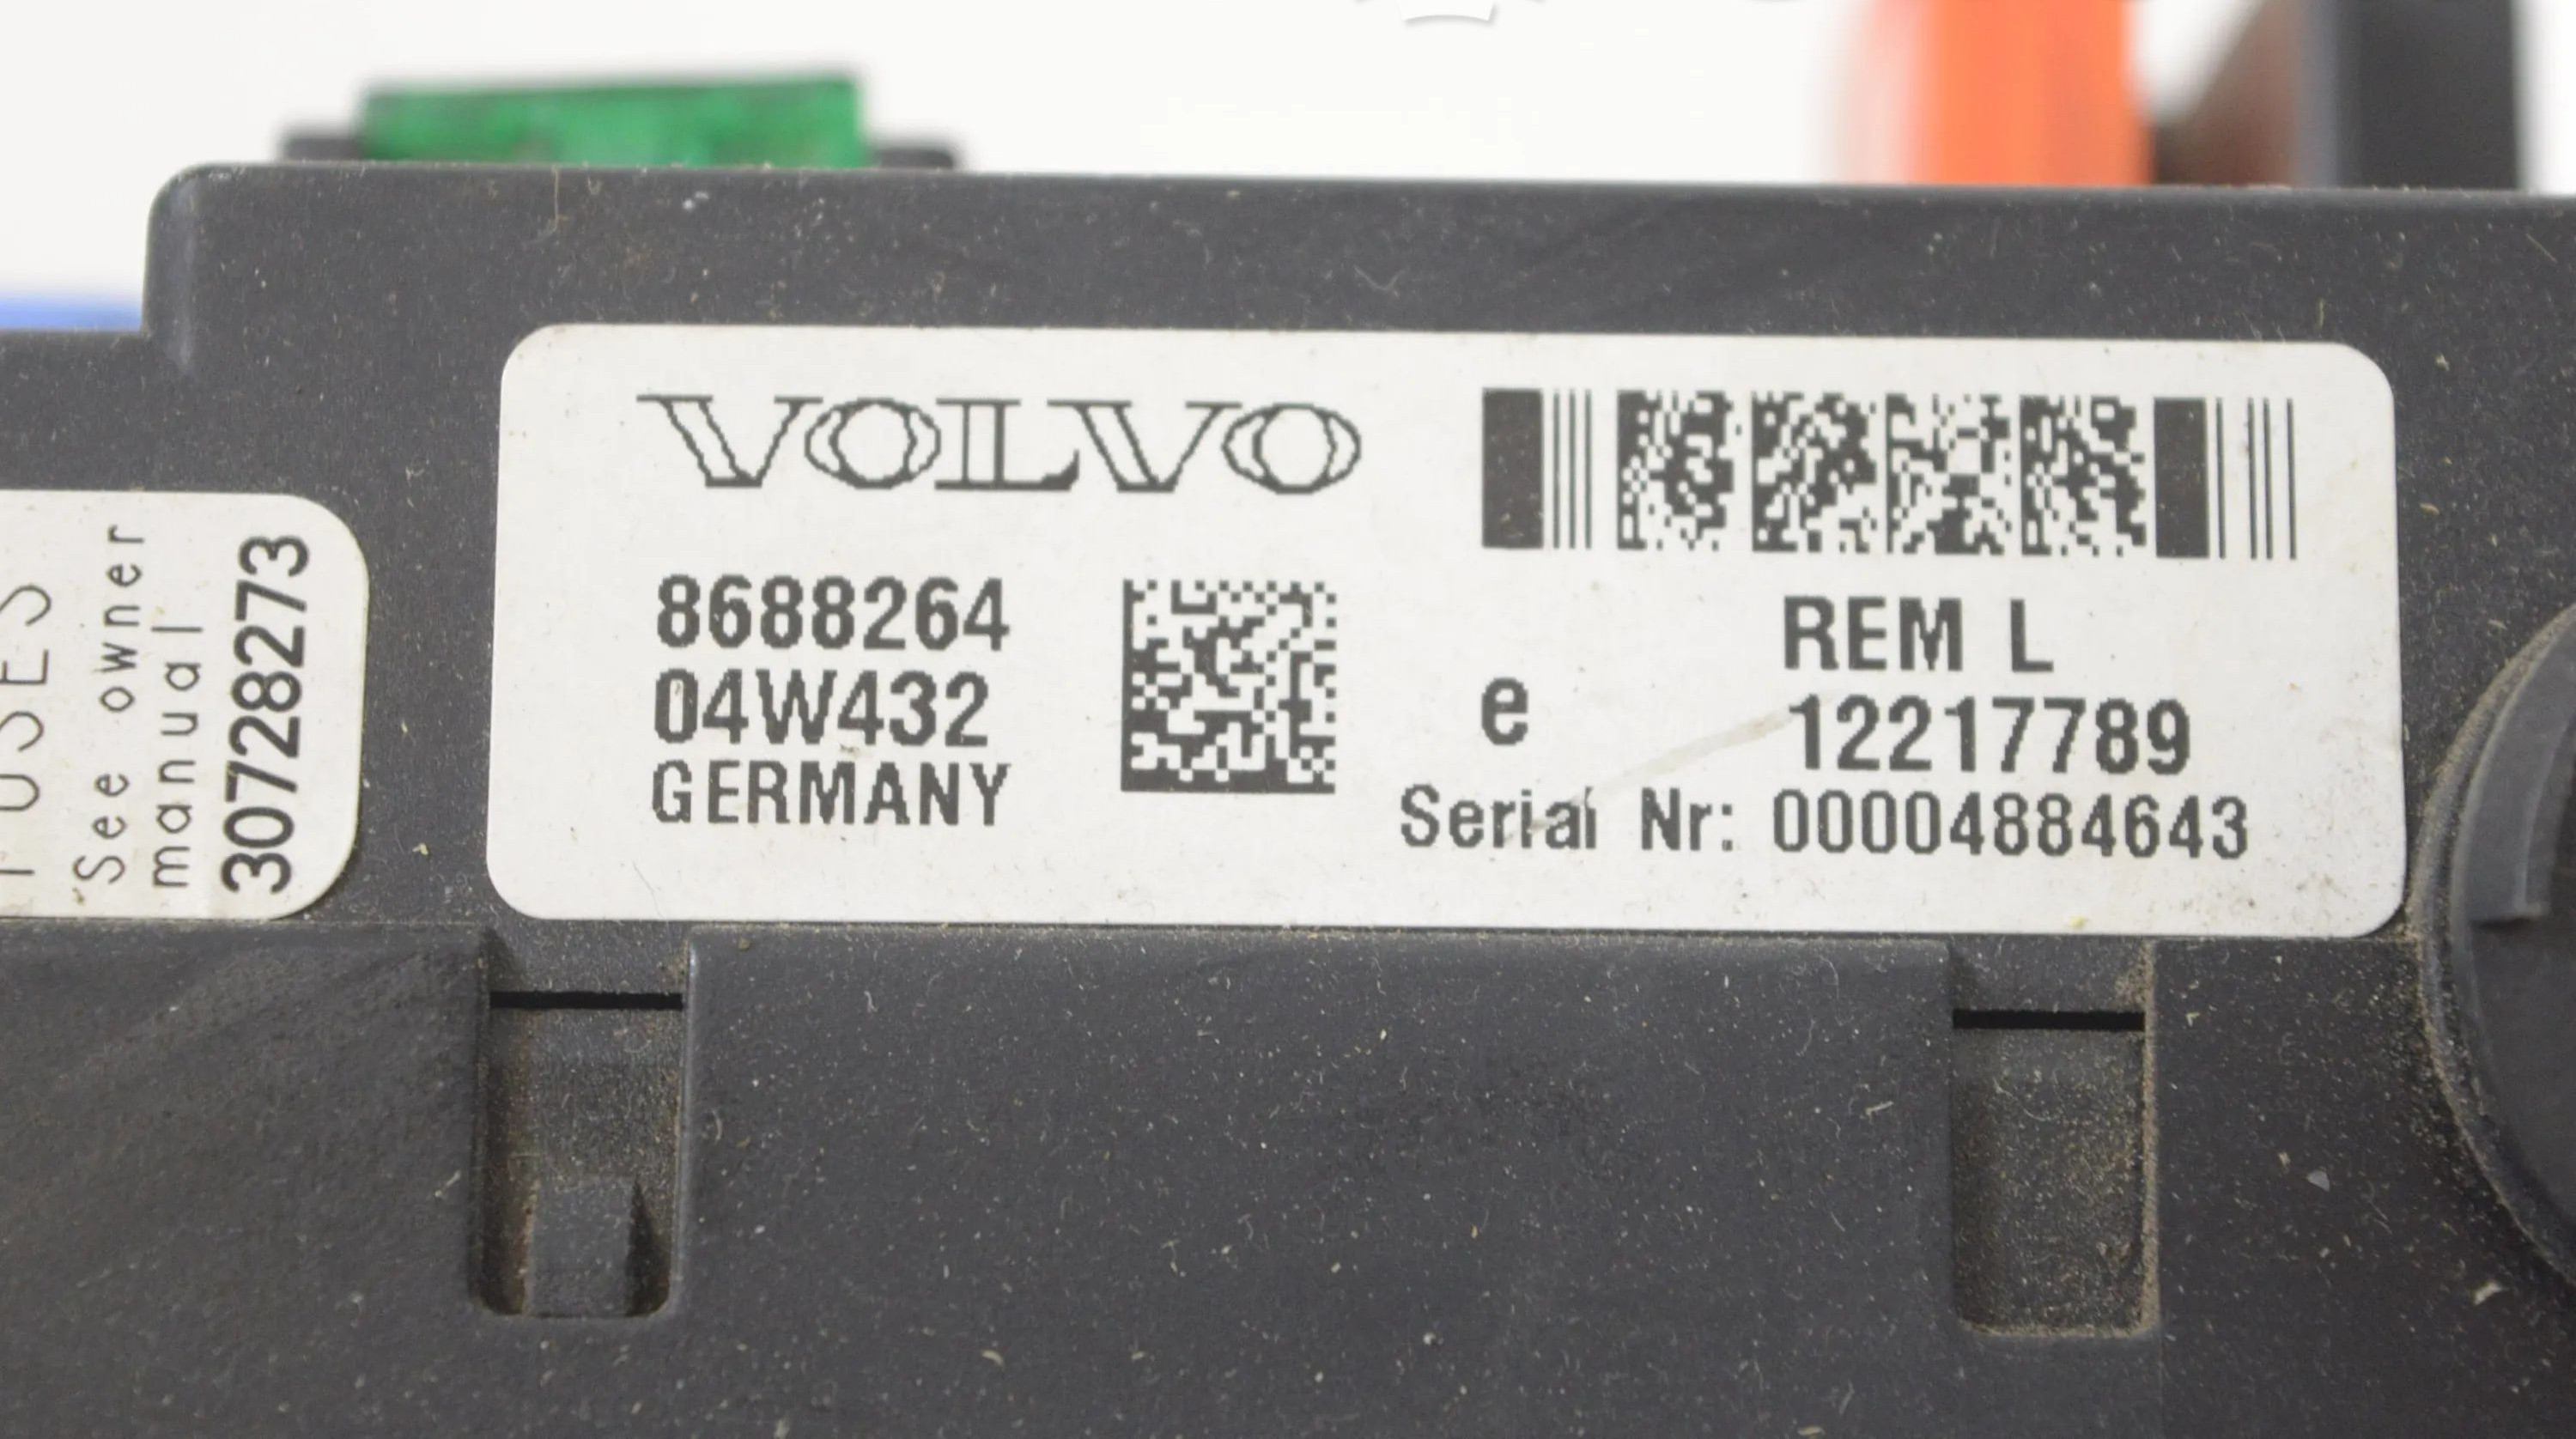 FUSES
See owner
manual
30728273
VOLVO
8688264
04W432
GERMANY
REM L
e 12217789
Serial Nr: 00004884643